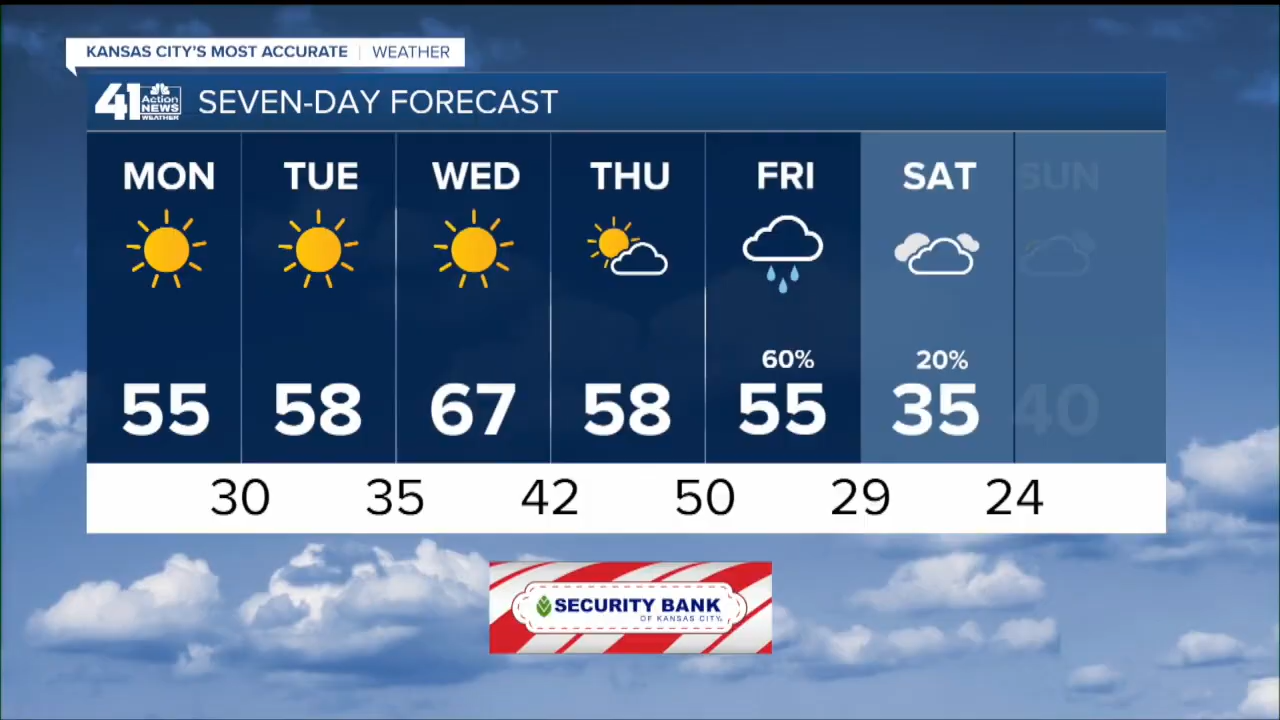 KANSAS CITY'S MOST ACCURATE | WEATHER
41 Action NEWS WEATHER
SEVEN-DAY FORECAST
MON TUE WED THU FRI SAT SUN
60% 20%
55 58 67 58 55 35 40
30 35 42 50 29 24
SECURITY BANK
OF KANSAS CITY